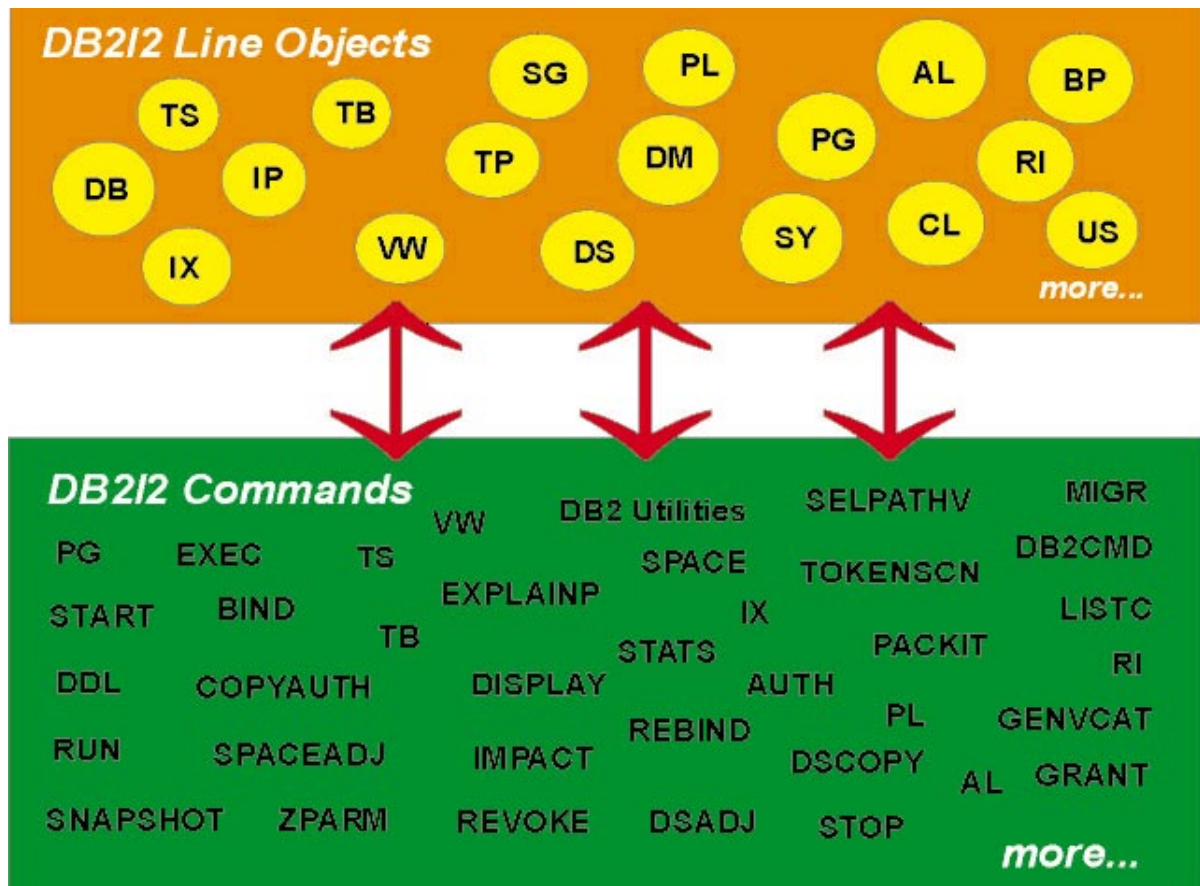 DB2I2 Line Objects
SG
PL
AL
BP
TS
TB
PG
TP
DM
RI
DB
IP
CL
US
VW
DS
SY
IX
more...
DB2I2 Commands
VW
DB2 Utilities
SELPATHV
MIGR
PG
EXEC
TS
SPACE
TOKENSCN
DB2CMD
START
BIND
EXPLAINP
IX
LISTC
TB
STATS
PACKIT
RI
DDL
COPYAUTH
DISPLAY
AUTH
PL
GENVCAT
RUN
SPACEADJ
IMPACT
REBIND
DSCOPY
AL
GRANT
SNAPSHOT
ZPARM
REVOKE
DSADJ
STOP
more...